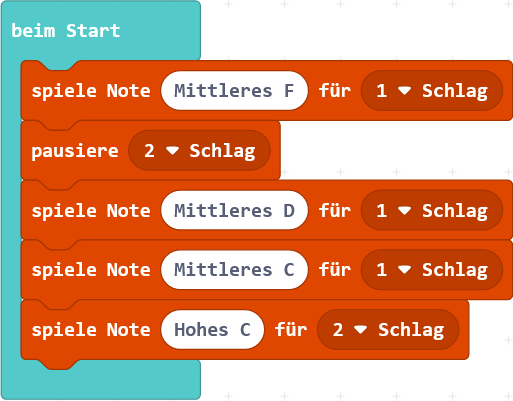 beim Start
spiele Note Mittleres F für 1 Schlag
pausiere 2 Schlag
spiele Note Mittleres D für 1 Schlag
spiele Note Mittleres C für 1 Schlag
spiele Note Hohes C für 2 Schlag